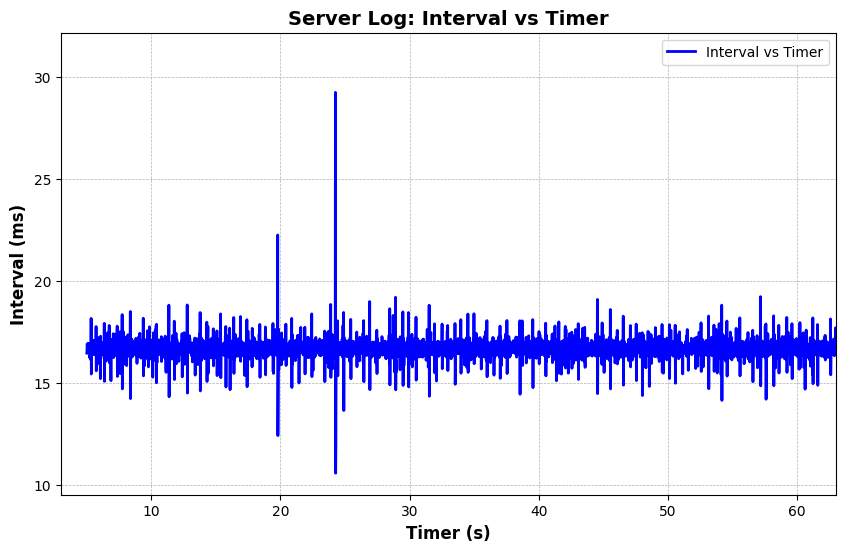 Server Log: Interval vs Timer
Interval vs Timer
30
25
20
15
10
Interval (ms)
10 20 30 40 50 60
Timer (s)